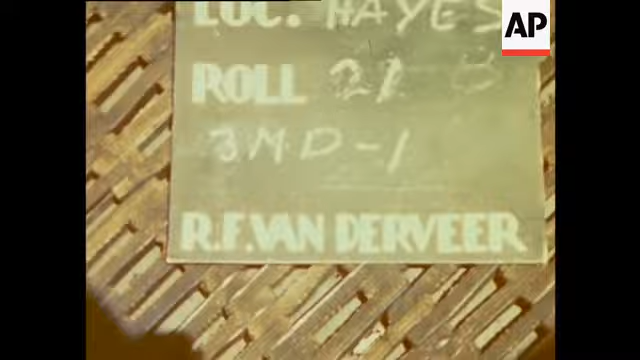 LOC. HAYES
AP
ROLL 21
3MD-1
R.F.VAN DERVEER